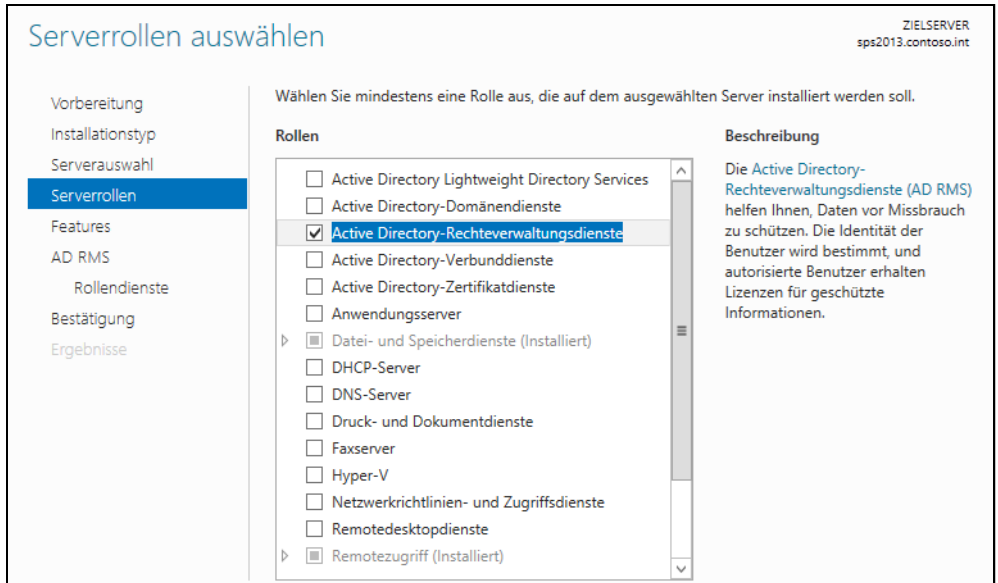 Serverrollen auswählen
ZIELSERVER
sps2013.contoso.int
Vorbereitung
Installationstyp
Serverauswahl
Serverrollen
Features
AD RMS
Rollendienste
Bestätigung
Ergebnisse
Wählen Sie mindestens eine Rolle aus, die auf dem ausgewählten Server installiert werden soll.
Rollen
Active Directory Lightweight Directory Services
Active Directory-Domänendienste
Active Directory-Rechteverwaltungsdienste
Active Directory-Verbunddienste
Active Directory-Zertifikatdienste
Anwendungsserver
Datei- und Speicherdienste (Installiert)
DHCP-Server
DNS-Server
Druck- und Dokumentdienste
Faxserver
Hyper-V
Netzwerkrichtlinien- und Zugriffsdienste
Remotedesktopdienste
Remotezugriff (Installiert)
Beschreibung
Die Active Directory-
Rechteverwaltungsdienste (AD RMS)
helfen Ihnen, Daten vor Missbrauch
zu schützen. Die Identität der
Benutzer wird bestimmt, und
autorisierte Benutzer erhalten
Lizenzen für geschützte
Informationen.